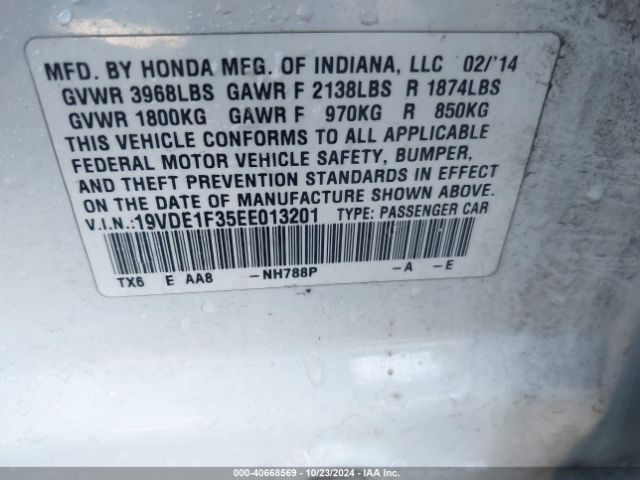 MFD. BY HONDA MFG. OF INDIANA, LLC 02/'14
GVWR 3968LBS GAWR F 2138LBS R 1874LBS
GVWR 1800KG GAWR F 970KG R 850KG
THIS VEHICLE CONFORMS TO ALL APPLICABLE
FEDERAL MOTOR VEHICLE SAFETY, BUMPER,
AND THEFT PREVENTION STANDARDS IN EFFECT
ON THE DATE OF MANUFACTURE SHOWN ABOVE.
V.I.N.:19VDE1F35EE013201 TYPE: PASSENGER CAR
TX6 E AA8 -NH788P -A -E
000-40668569 | 10/23/2024 - IAA Inc.